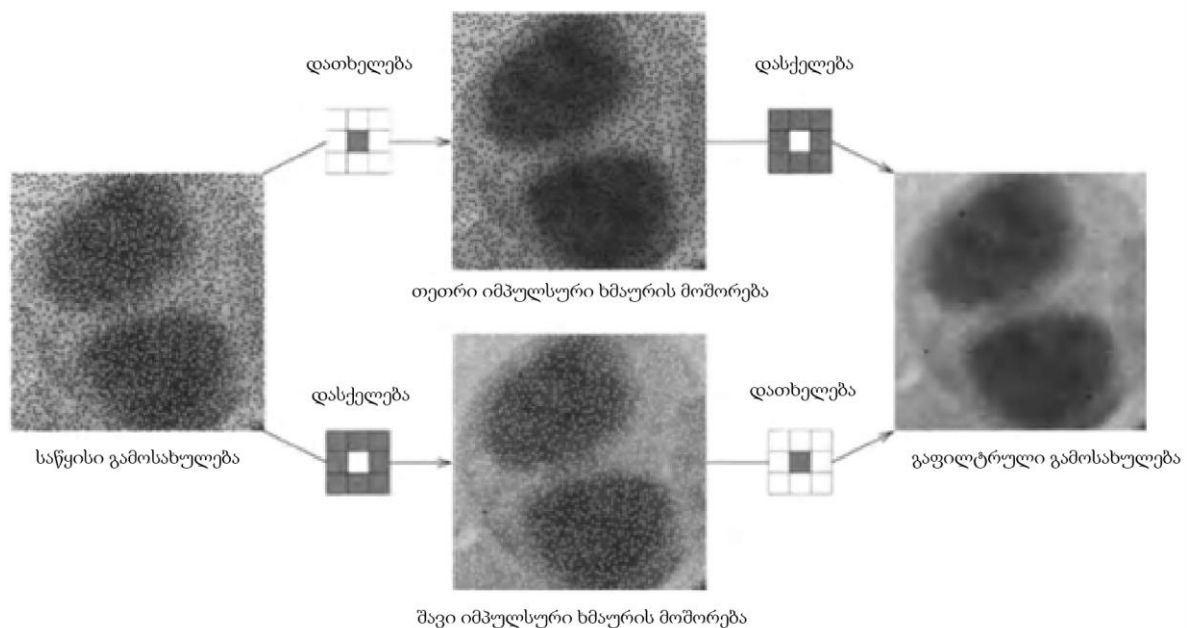 დათხელება
დასქელება
თეთრი იმპულსური ხმაურის მოშორება
საწყისი გამოსახულება
დასქელება
დათხელება
გაფილტრული გამოსახულება
შავი იმპულსური ხმაურის მოშორება